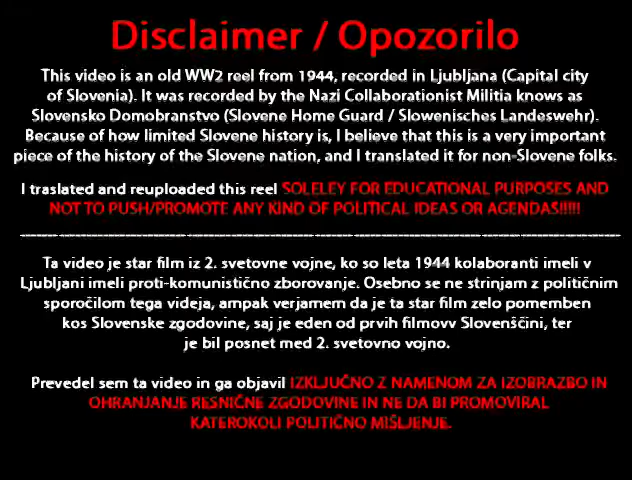 Disclaimer / Opozorilo
This video is an old WW2 reel from 1944, recorded in Ljubljana (Capital city
of Slovenia). It was recorded by the Nazi Collaborationist Militia knows as
Slovensko Domobranstvo (Slovene Home Guard / Slowenisches Landeswehr).
Because of how limited Slovene history is, I believe that this is a very important
piece of the history of the Slovene nation, and I translated it for non-Slovene folks.
I traslated and reuploaded this reel SOLELEY FOR EDUCATIONAL PURPOSES AND
NOT TO PUSH/PROMOTE ANY KIND OF POLITICAL IDEAS OR AGENDAS!!!!!
Ta video je star film iz 2. svetovne vojne, ko so leta 1944 kolaboranti imeli v
Ljubljani imeli proti-komunistično zborovanje. Osebno se ne strinjam z političnim
sporočilom tega videja, ampak verjamem da je ta star film zelo pomemben
kos Slovenske zgodovine, saj je eden od prvih filmovv Slovenščini, ter
je bil posnet med 2. svetovno vojno.
Prevedel sem ta video in ga objavil IZKLJUČNO Z NAMENOM ZA IZOBRAZBO IN
OHRANJANJE RESNIČNE ZGODOVINE IN NE DA BI PROMOVIRAL
KATEROKOLI POLITIČNO MIŠLJENJE.